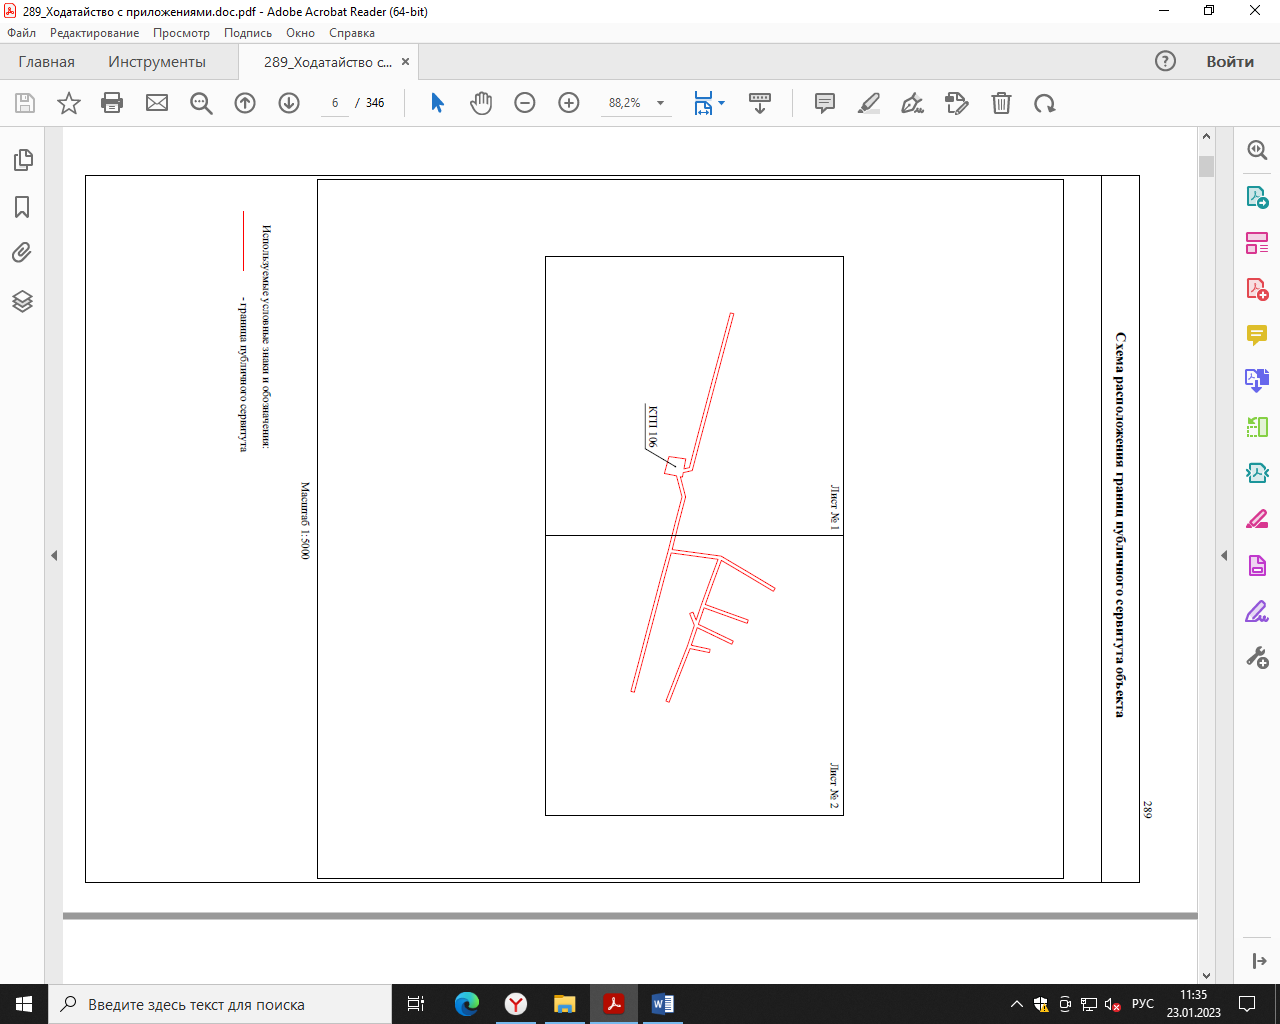 289_Ходатайство с приложениями.doc.pdf - Adobe Acrobat Reader (64-bit)
Файл Редактирование Просмотр Подпись Окно Справка
Главная Инструменты 289_Ходатайство с... × Войти
6 / 346 88,2%
Схема расположения границ публичного сервитута объекта
289
Лист № 1
КТП 106
Лист № 2
Масштаб 1:5000
Используемые условные знаки и обозначения:
- граница публичного сервитута
Введите здесь текст для поиска
РУС
11:35
23.01.2023